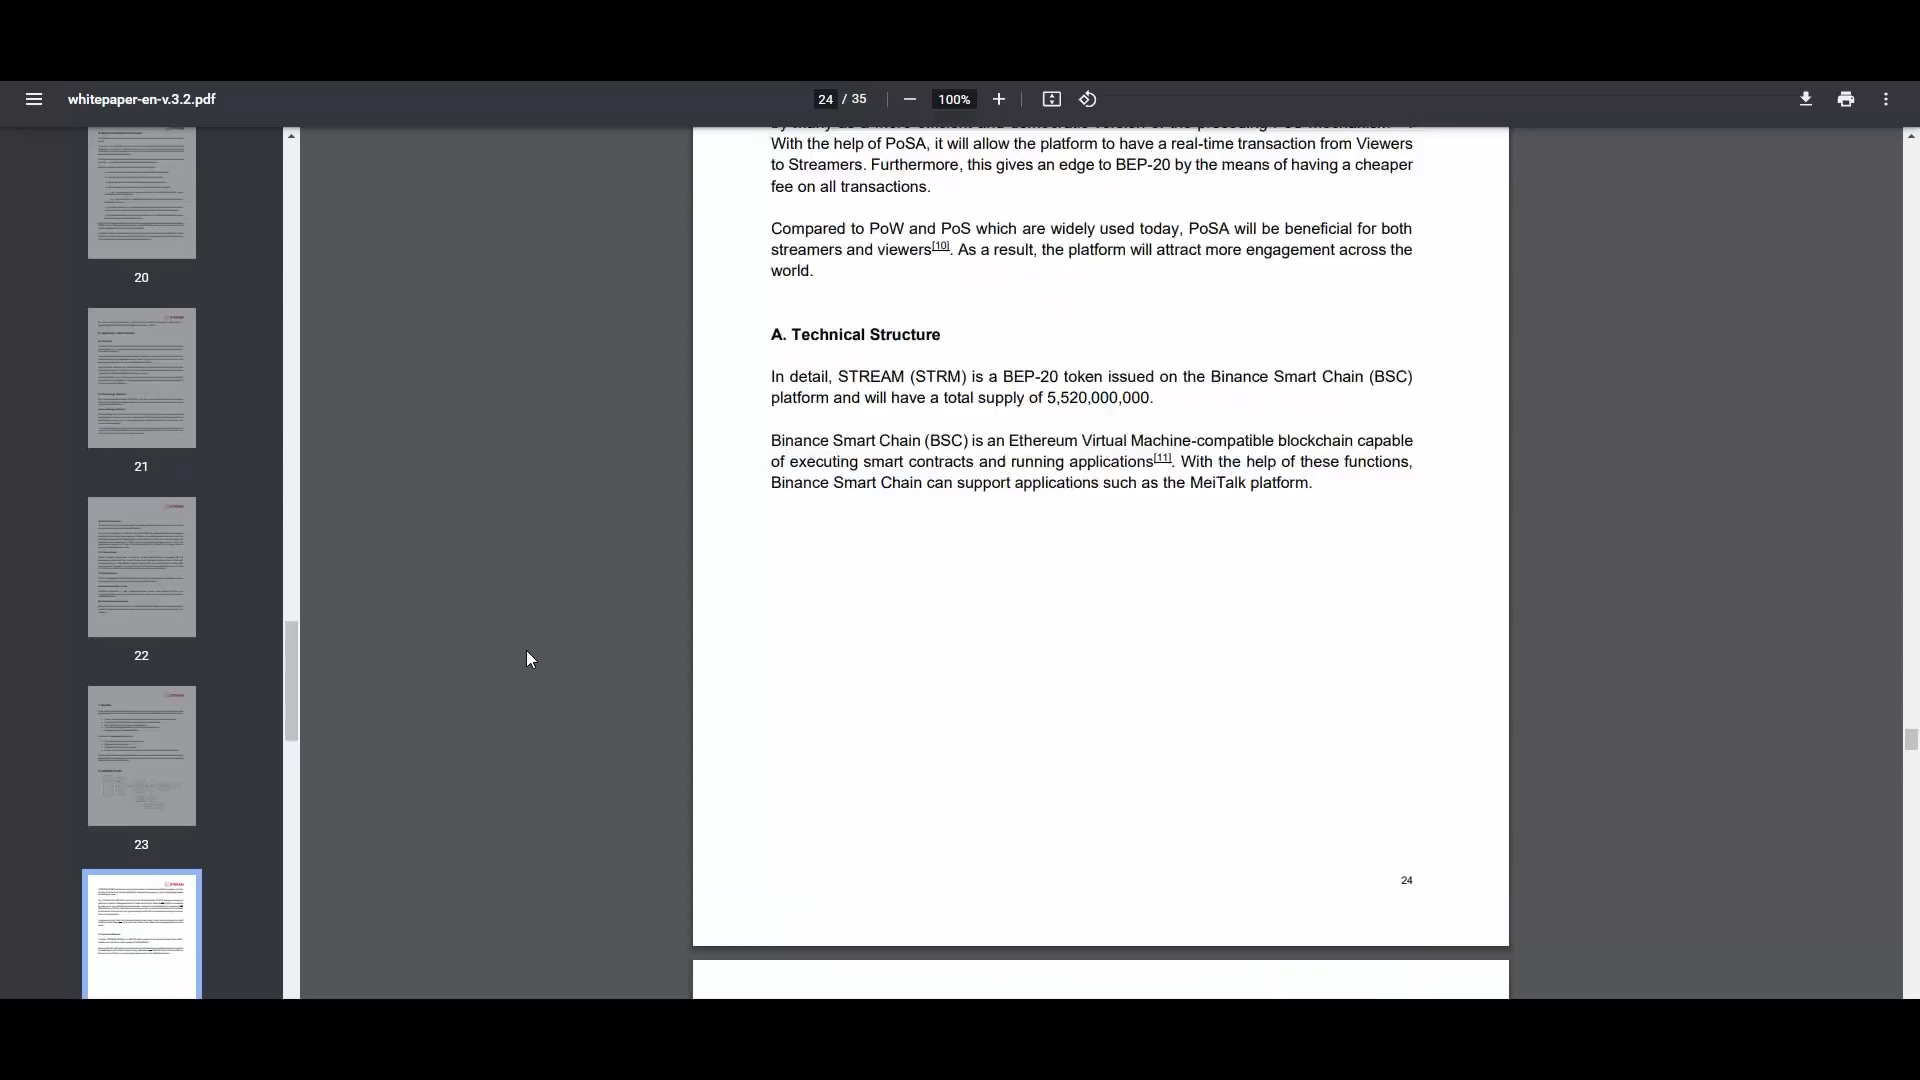 whitepaper-en-v.3.2.pdf
24 / 35
100%
With the help of PoSA, it will allow the platform to have a real-time transaction from Viewers
to Streamers. Furthermore, this gives an edge to BEP-20 by the means of having a cheaper
fee on all transactions.
Compared to PoW and PoS which are widely used today, PoSA will be beneficial for both
streamers and viewers[10]. As a result, the platform will attract more engagement across the
world.
A. Technical Structure
In detail, STREAM (STRM) is a BEP-20 token issued on the Binance Smart Chain (BSC)
platform and will have a total supply of 5,520,000,000.
Binance Smart Chain (BSC) is an Ethereum Virtual Machine-compatible blockchain capable
of executing smart contracts and running applications[11]. With the help of these functions,
Binance Smart Chain can support applications such as the MeiTalk platform.
24
20
21
22
23